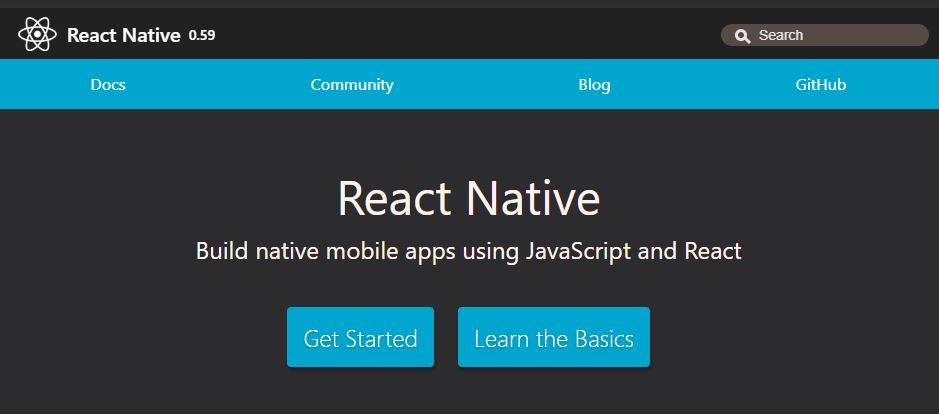 React Native 0.59 Search
Docs Community Blog GitHub
React Native
Build native mobile apps using JavaScript and React
Get Started Learn the Basics